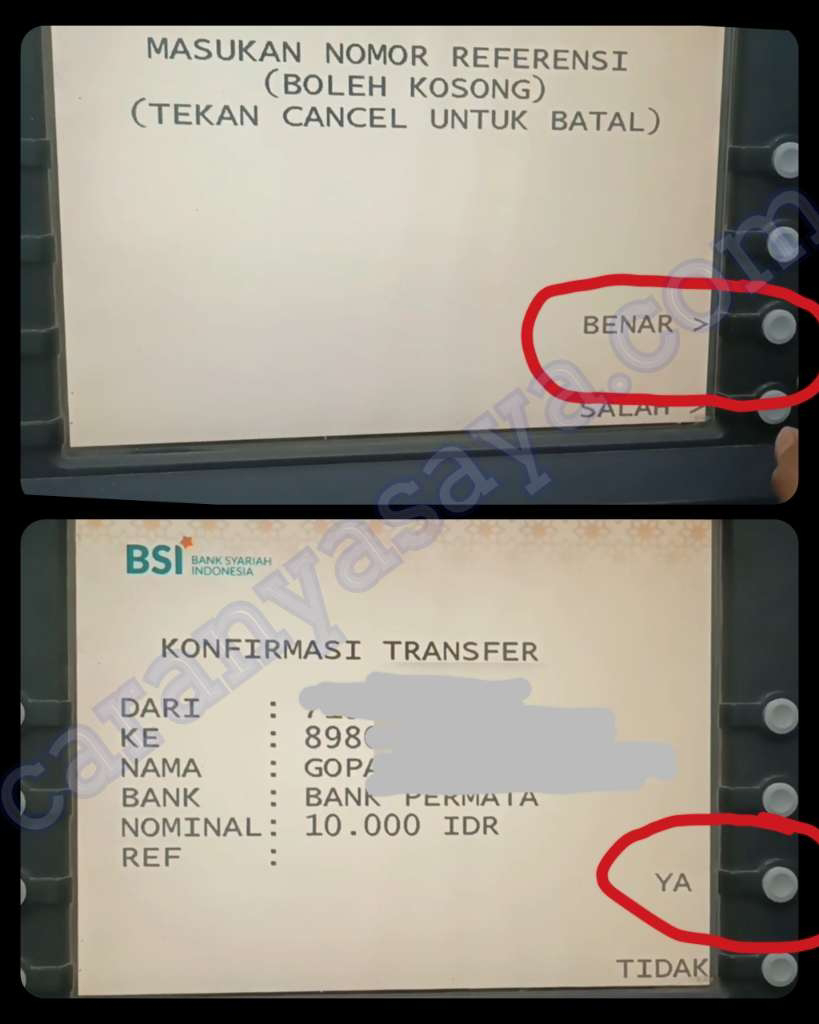 MASUKAN NOMOR REFERENSI
(BOLEH KOSONG)
(TEKAN CANCEL UNTUK BATAL)
BENAR >
SALAH >
BSI BANK SYARIAH
INDONESIA
KONFIRMASI TRANSFER
DARI :
KE : 898
NAMA : GOPA
BANK : BANK PERMATA
NOMINAL: 10.000 IDR
REF :
YA
TIDAK
caranyasaya.com